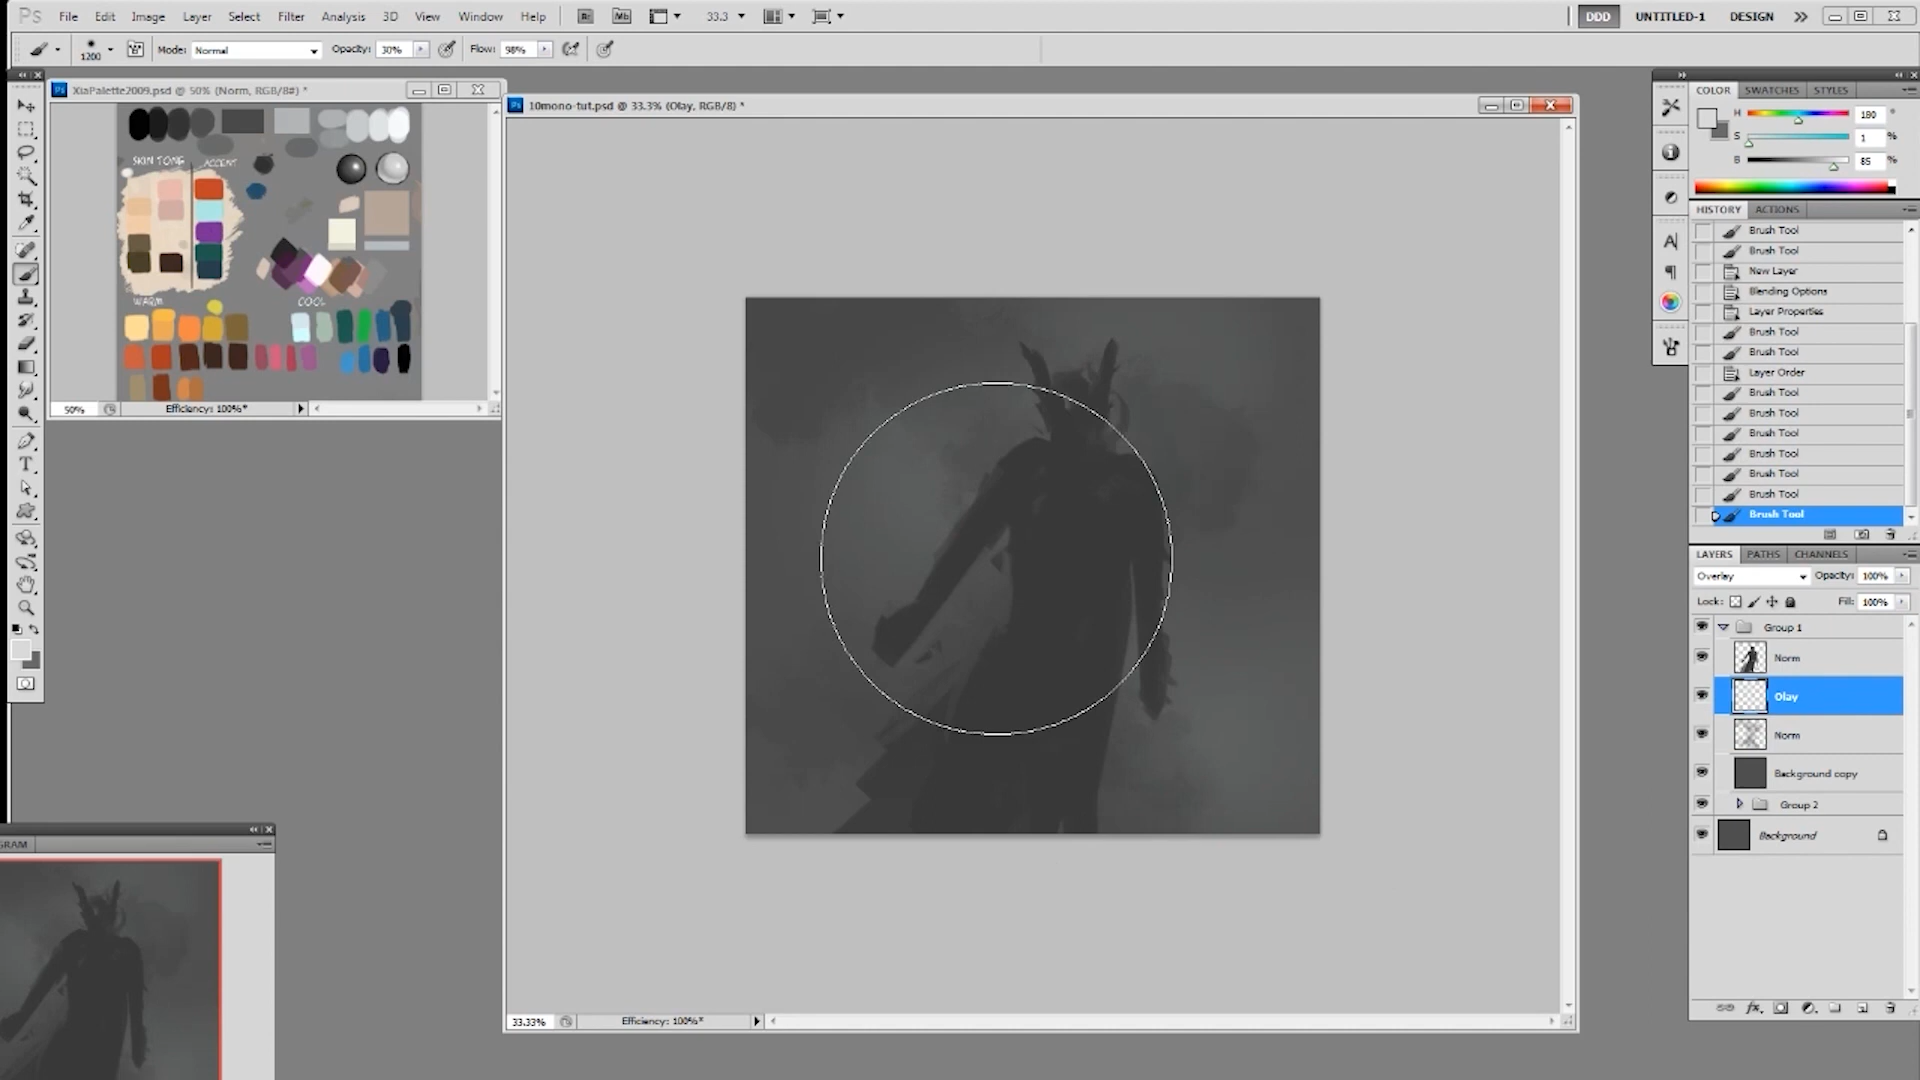 Ps File Edit Image Layer Select Filter Analysis 3D View Window Help Br Mb 33.3 DDD UNTITLED-1 DESIGN
1200 Mode: Normal Opacity: 30% Flow: 98%
XiaPalette2009.psd @ 50% (Norm, RGB/8#) *
SKIN TONE ACCENT
WARM COOL
50% Efficiency: 100%*
10mono-tut.psd @ 33.3% (Olay, RGB/8) *
33.33% Efficiency: 100%*
GRAM
COLOR SWATCHES STYLES
H 180 °
S 1 %
B 85 %
HISTORY ACTIONS
Brush Tool
Brush Tool
New Layer
Blending Options
Layer Properties
Brush Tool
Brush Tool
Layer Order
Brush Tool
Brush Tool
Brush Tool
Brush Tool
Brush Tool
Brush Tool
Brush Tool
LAYERS PATHS CHANNELS
Overlay Opacity: 100%
Lock: Fill: 100%
Group 1
Norm
Olay
Norm
Background copy
Group 2
Background